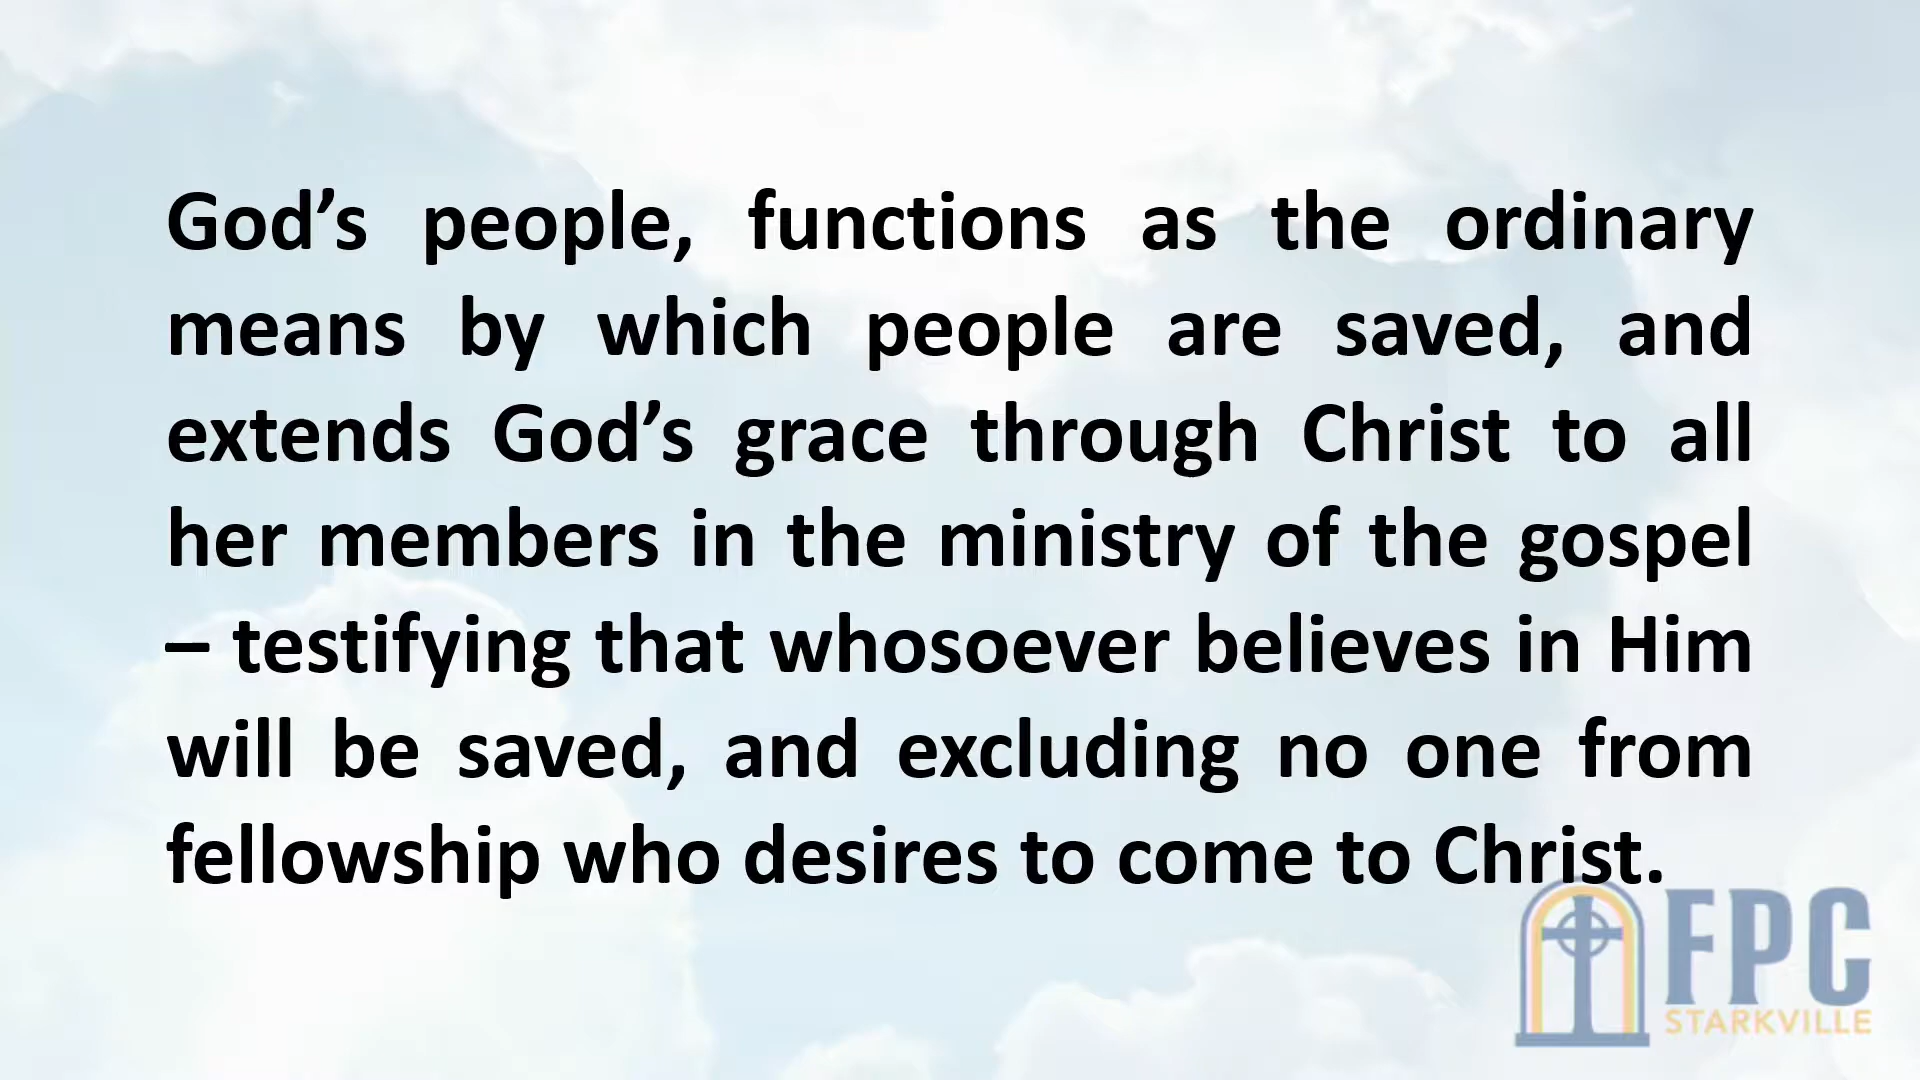 God’s people, functions as the ordinary
means by which people are saved, and
extends God’s grace through Christ to all
her members in the ministry of the gospel
– testifying that whosoever believes in Him
will be saved, and excluding no one from
fellowship who desires to come to Christ.
FPC
STARKVILLE